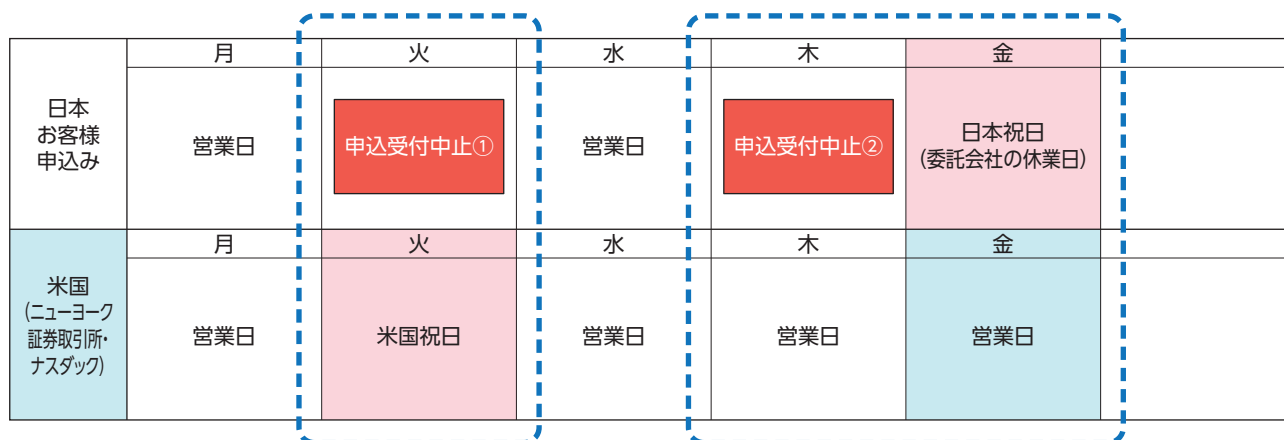 月 火 水 木 金
日本
お客様
申込み
営業日 申込受付中止① 営業日 申込受付中止② 日本祝日
(委託会社の休業日)
月 火 水 木 金
米国
(ニューヨーク
証券取引所・
ナスダック)
営業日 米国祝日 営業日 営業日 営業日